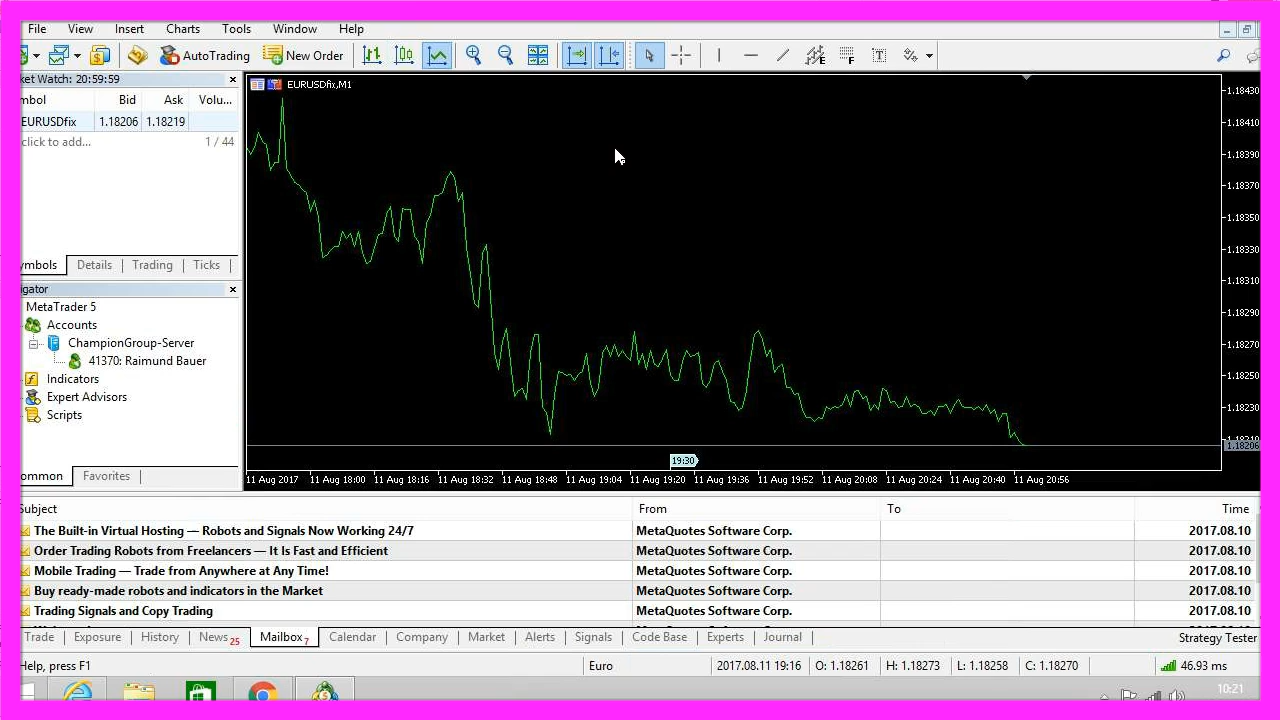 File View Insert Charts Tools Window Help
AutoTrading New Order
ket Watch: 20:59:59
mbol Bid Ask Volu...
EURUSDfix 1.18206 1.18219
click to add... 1 / 44
ymbols Details Trading Ticks
igator
MetaTrader 5
Accounts
ChampionGroup-Server
41370: Raimund Bauer
Indicators
Expert Advisors
Scripts
ommon Favorites
EURUSDfix,M1
1.18430
1.18410
1.18390
1.18370
1.18350
1.18330
1.18310
1.18290
1.18270
1.18250
1.18230
1.18210
1.18206
19:30
11 Aug 2017 11 Aug 18:00 11 Aug 18:16 11 Aug 18:32 11 Aug 18:48 11 Aug 19:04 11 Aug 19:20 11 Aug 19:36 11 Aug 19:52 11 Aug 20:08 11 Aug 20:24 11 Aug 20:40 11 Aug 20:56
Subject From To Time
The Built-in Virtual Hosting — Robots and Signals Now Working 24/7 MetaQuotes Software Corp. 2017.08.10
Order Trading Robots from Freelancers — It Is Fast and Efficient MetaQuotes Software Corp. 2017.08.10
Mobile Trading — Trade from Anywhere at Any Time! MetaQuotes Software Corp. 2017.08.10
Buy ready-made robots and indicators in the Market MetaQuotes Software Corp. 2017.08.10
Trading Signals and Copy Trading MetaQuotes Software Corp. 2017.08.10
Trade Exposure History News 25 Mailbox 7 Calendar Company Market Alerts Signals Code Base Experts Journal Strategy Tester
Help, press F1 Euro 2017.08.11 19:16 O: 1.18261 H: 1.18273 L: 1.18258 C: 1.18270 46.93 ms
10:21